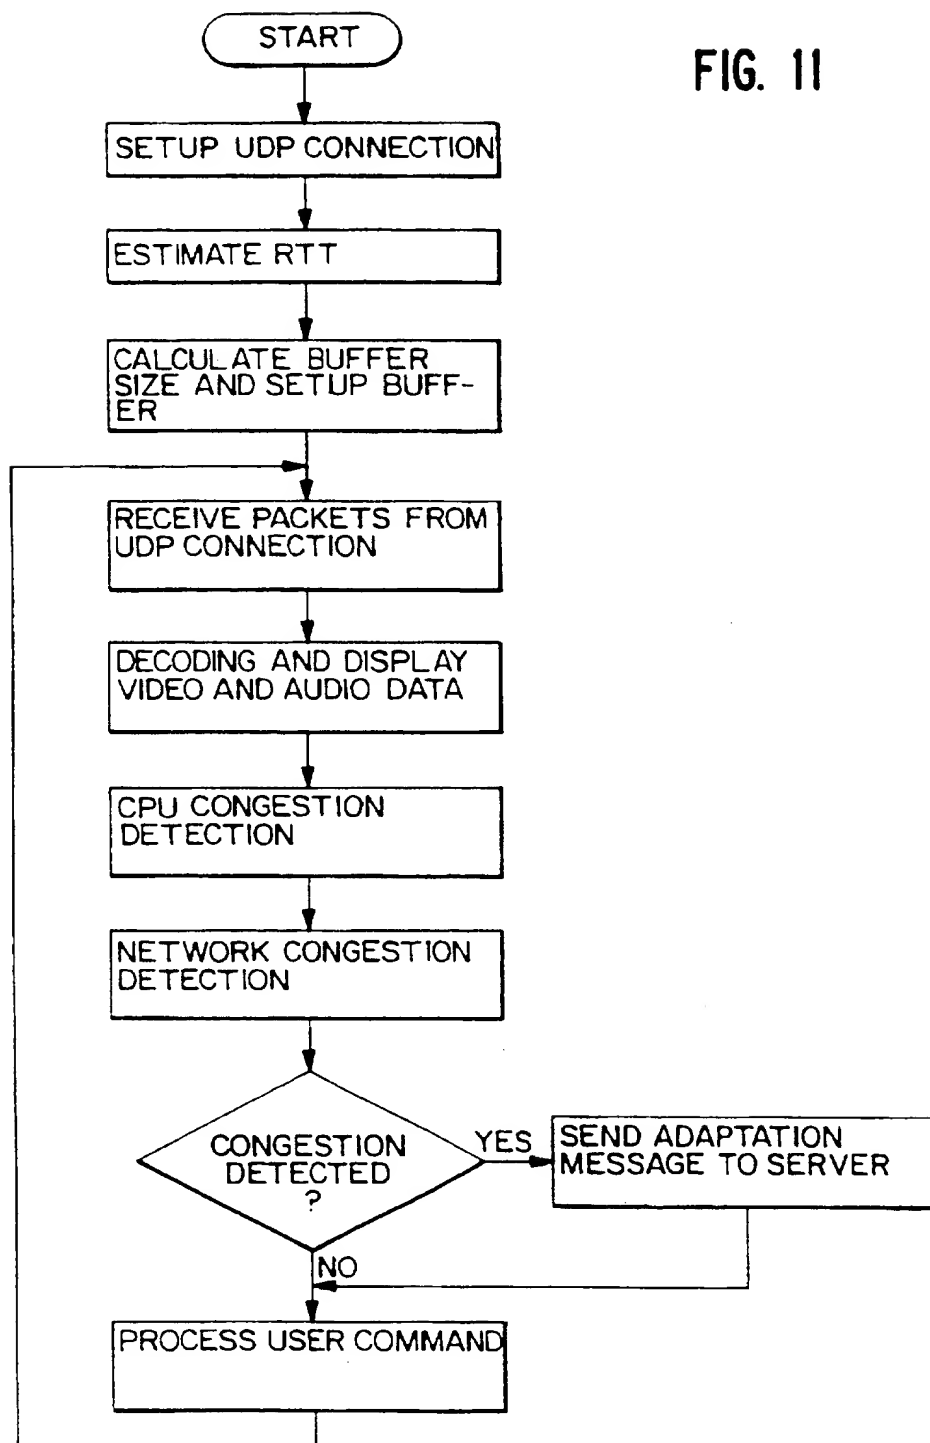 START
FIG. 11
SETUP UDP CONNECTION
ESTIMATE RTT
CALCULATE BUFFER
SIZE AND SETUP BUFF-
ER
RECEIVE PACKETS FROM
UDP CONNECTION
DECODING AND DISPLAY
VIDEO AND AUDIO DATA
CPU CONGESTION
DETECTION
NETWORK CONGESTION
DETECTION
CONGESTION
DETECTED
?
YES
SEND ADAPTATION
MESSAGE TO SERVER
NO
PROCESS USER COMMAND